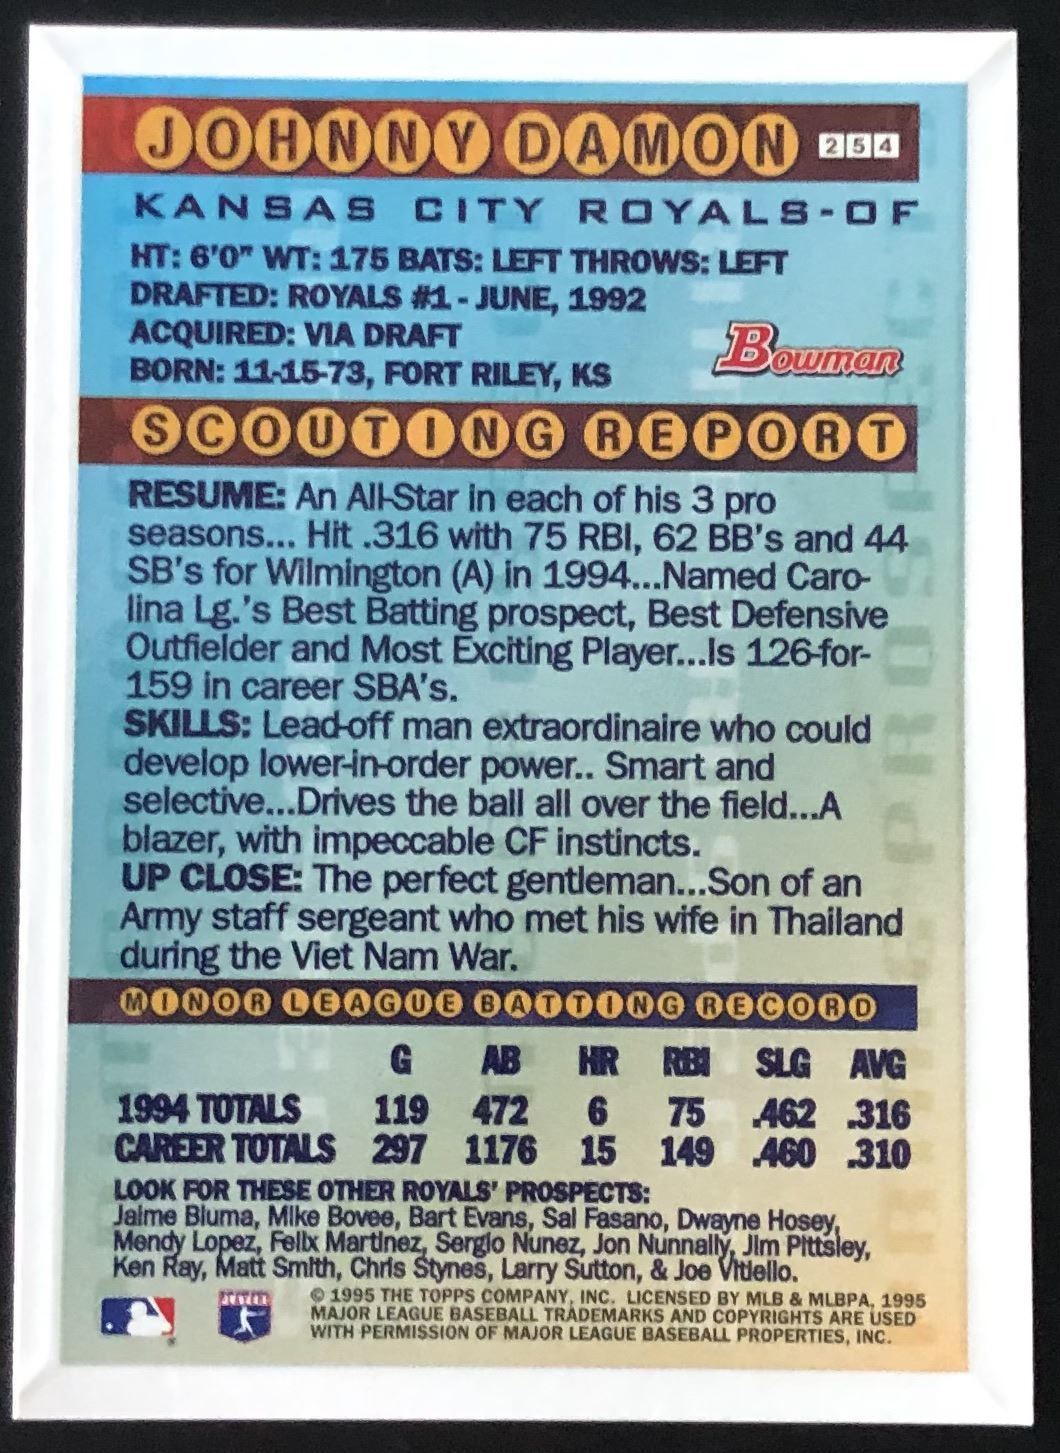 JOHNNY DAMON 254
KANSAS CITY ROYALS-OF
HT: 6'0" WT: 175 BATS: LEFT THROWS: LEFT
DRAFTED: ROYALS #1 - JUNE, 1992
ACQUIRED: VIA DRAFT
BORN: 11-15-73, FORT RILEY, KS
Bowman
SCOUTING REPORT
RESUME: An All-Star in each of his 3 pro
seasons... Hit .316 with 75 RBI, 62 BB's and 44
SB's for Wilmington (A) in 1994...Named Caro-
lina Lg.'s Best Batting prospect, Best Defensive
Outfielder and Most Exciting Player...Is 126-for-
159 in career SBA's.
SKILLS: Lead-off man extraordinaire who could
develop lower-in-order power.. Smart and
selective...Drives the ball all over the field...A
blazer, with impeccable CF instincts.
UP CLOSE: The perfect gentleman...Son of an
Army staff sergeant who met his wife in Thailand
during the Viet Nam War.
MINOR LEAGUE BATTING RECORD
G AB HR RBI SLG AVG
1994 TOTALS 119 472 6 75 .462 .316
CAREER TOTALS 297 1176 15 149 .460 .310
LOOK FOR THESE OTHER ROYALS' PROSPECTS:
Jaime Bluma, Mike Bovee, Bart Evans, Sal Fasano, Dwayne Hosey,
Mendy Lopez, Felix Martinez, Sergio Nunez, Jon Nunnally, Jim Pittsley,
Ken Ray, Matt Smith, Chris Stynes, Larry Sutton, & Joe Vitiello.
PLAYERS
© 1995 THE TOPPS COMPANY, INC. LICENSED BY MLB & MLBPA, 1995
MAJOR LEAGUE BASEBALL TRADEMARKS AND COPYRIGHTS ARE USED
WITH PERMISSION OF MAJOR LEAGUE BASEBALL PROPERTIES, INC.